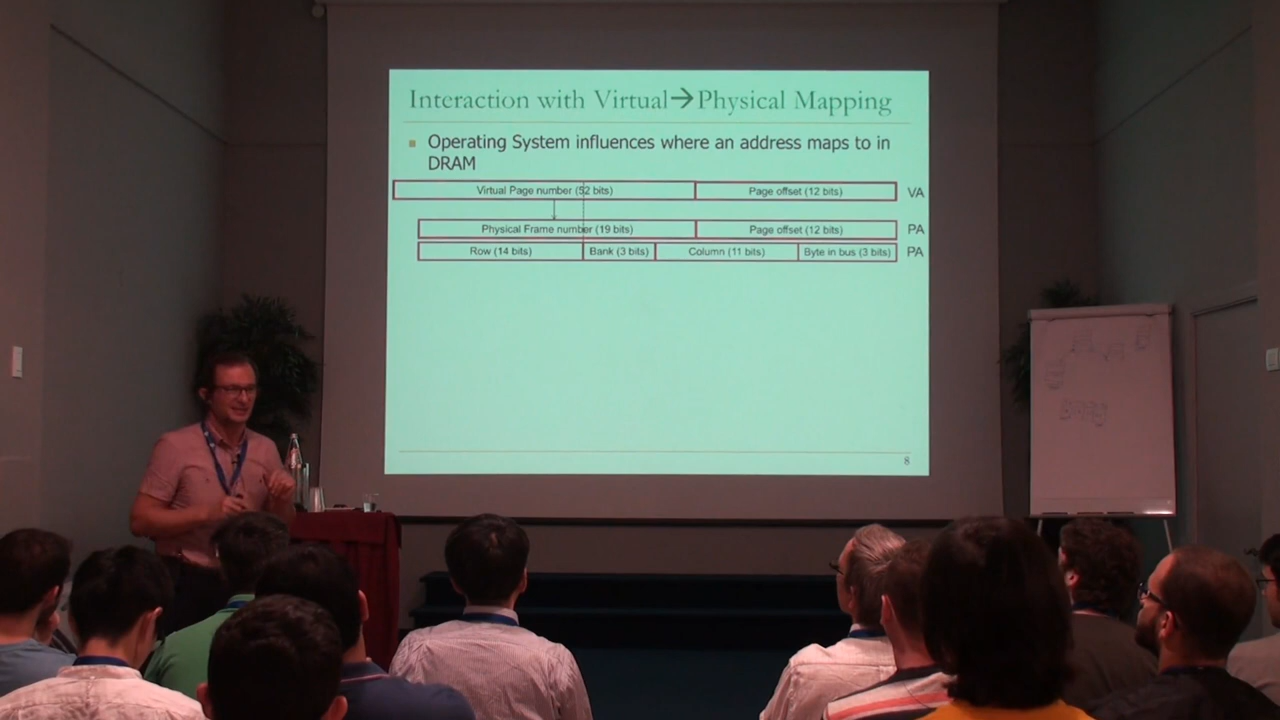 Interaction with Virtual→Physical Mapping
Operating System influences where an address maps to in
DRAM
Virtual Page number (52 bits) Page offset (12 bits) VA
Physical Frame number (19 bits) Page offset (12 bits) PA
Row (14 bits) Bank (3 bits) Column (11 bits) Byte in bus (3 bits) PA
8